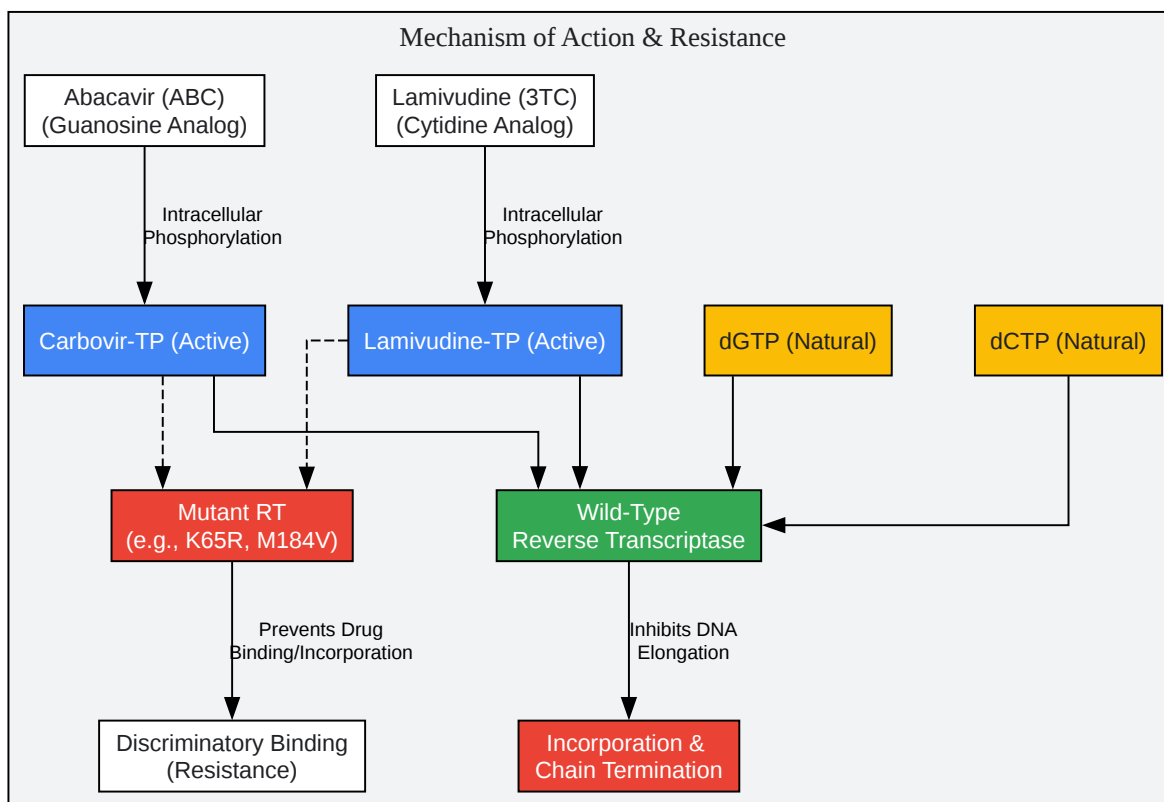 Mechanism of Action & Resistance
Abacavir (ABC)
(Guanosine Analog)
Lamivudine (3TC)
(Cytidine Analog)
Intracellular
Phosphorylation
Intracellular
Phosphorylation
Carbovir-TP (Active)
Lamivudine-TP (Active)
dGTP (Natural)
dCTP (Natural)
Mutant RT
(e.g., K65R, M184V)
Wild-Type
Reverse Transcriptase
Prevents Drug
Binding/Incorporation
Inhibits DNA
Elongation
Discriminatory Binding
(Resistance)
Incorporation &
Chain Termination